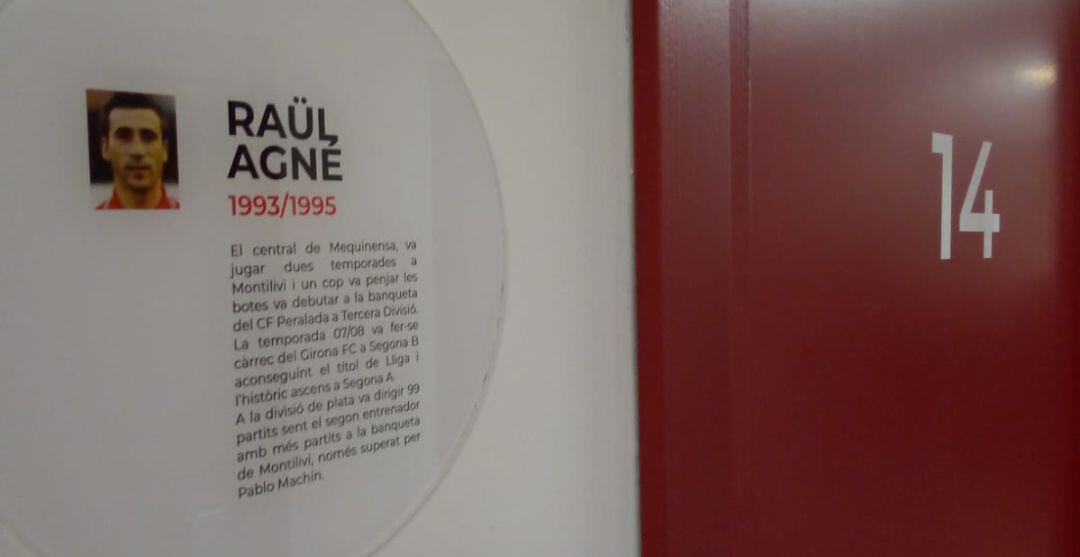 RAÜL
AGNÉ
1993/1995
El central de Mequinensa, va
jugar dues temporades a
Montilivi i un cop va penjar les
botes va debutar a la banqueta
del CF Peralada a Tercera Divisió.
La temporada 07/08 va fer-se
càrrec del Girona FC a Segona B
aconseguint el títol de Lliga i
l'històric ascens a Segona A.
A la divisió de plata va dirigir 99
partits sent el segon entrenador
amb més partits a la banqueta
de Montilivi, només superat per
Pablo Machín.
14